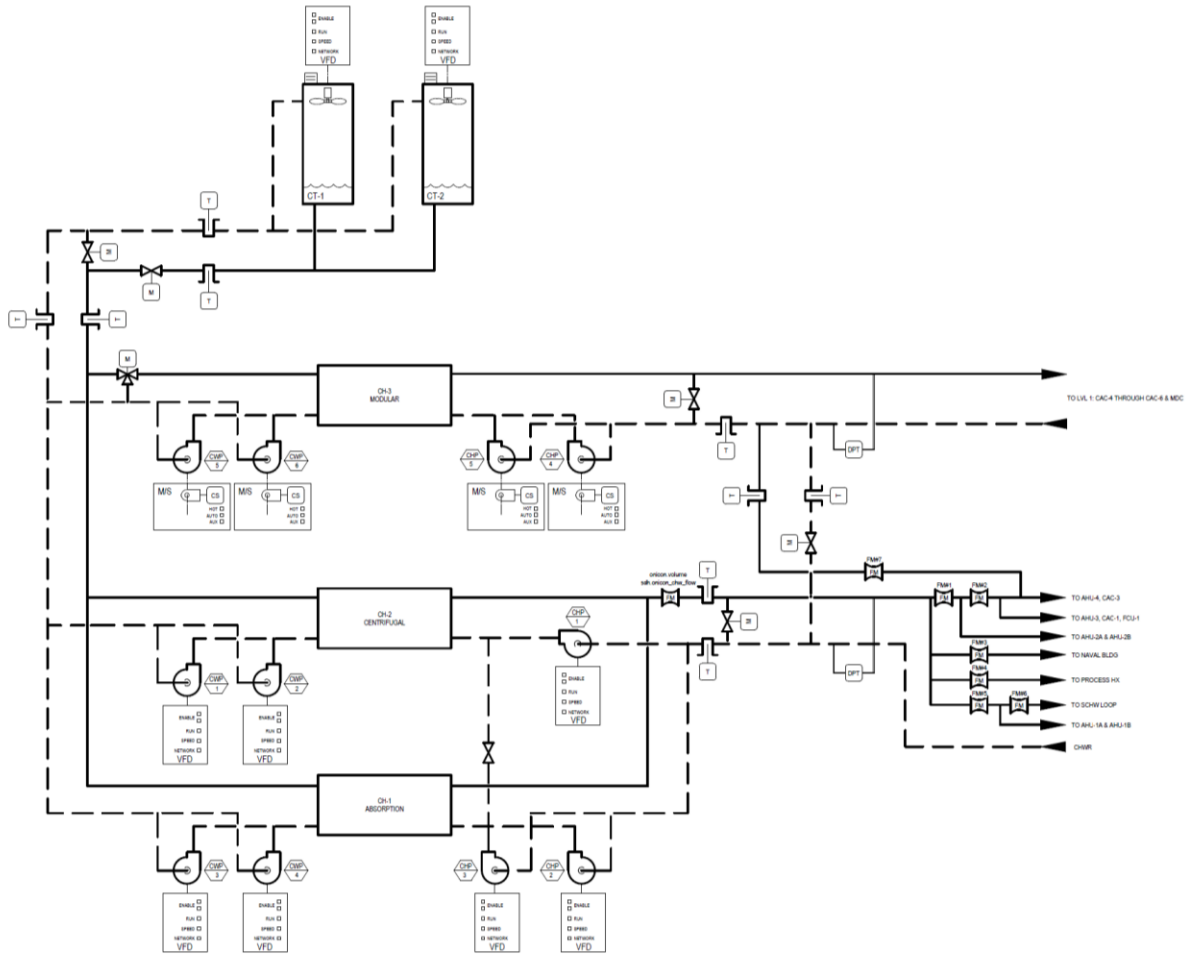 ENABLE
RUN
SPEED
NETWORK
VFD
ENABLE
RUN
SPEED
NETWORK
VFD
CT-1
CT-2
T
M
T
M
T
T
M
CH-3
MODULAR
M
TO LVL 1: CAC-4 THROUGH CAC-6 & MDC
T
DPT
CWP
5
CWP
6
CHP
5
CHP
4
M/S
CS
HOT
AUTO
AUX
M/S
CS
HOT
AUTO
AUX
M/S
CS
HOT
AUTO
AUX
M/S
CS
HOT
AUTO
AUX
T
T
M
FM#7
FM
onicon.volume
ssh.onicon_chw_flow
FM
T
CH-2
CENTRIFUGAL
CHP
1
M
T
DPT
FM#1
FM
FM#2
FM
TO AHU-4, CAC-3
TO AHU-3, CAC-1, FCU-1
TO AHU-2A & AHU-2B
FM#3
FM
TO NAVAL BLDG
FM#4
FM
TO PROCESS HX
FM#5
FM
FM#6
FM
TO SCHW LOOP
TO AHU-1A & AHU-1B
CHWR
CWP
1
CWP
2
ENABLE
RUN
SPEED
NETWORK
VFD
ENABLE
RUN
SPEED
NETWORK
VFD
ENABLE
RUN
SPEED
NETWORK
VFD
CH-1
ABSORPTION
CWP
3
CWP
4
CHP
3
CHP
2
ENABLE
RUN
SPEED
NETWORK
VFD
ENABLE
RUN
SPEED
NETWORK
VFD
ENABLE
RUN
SPEED
NETWORK
VFD
ENABLE
RUN
SPEED
NETWORK
VFD